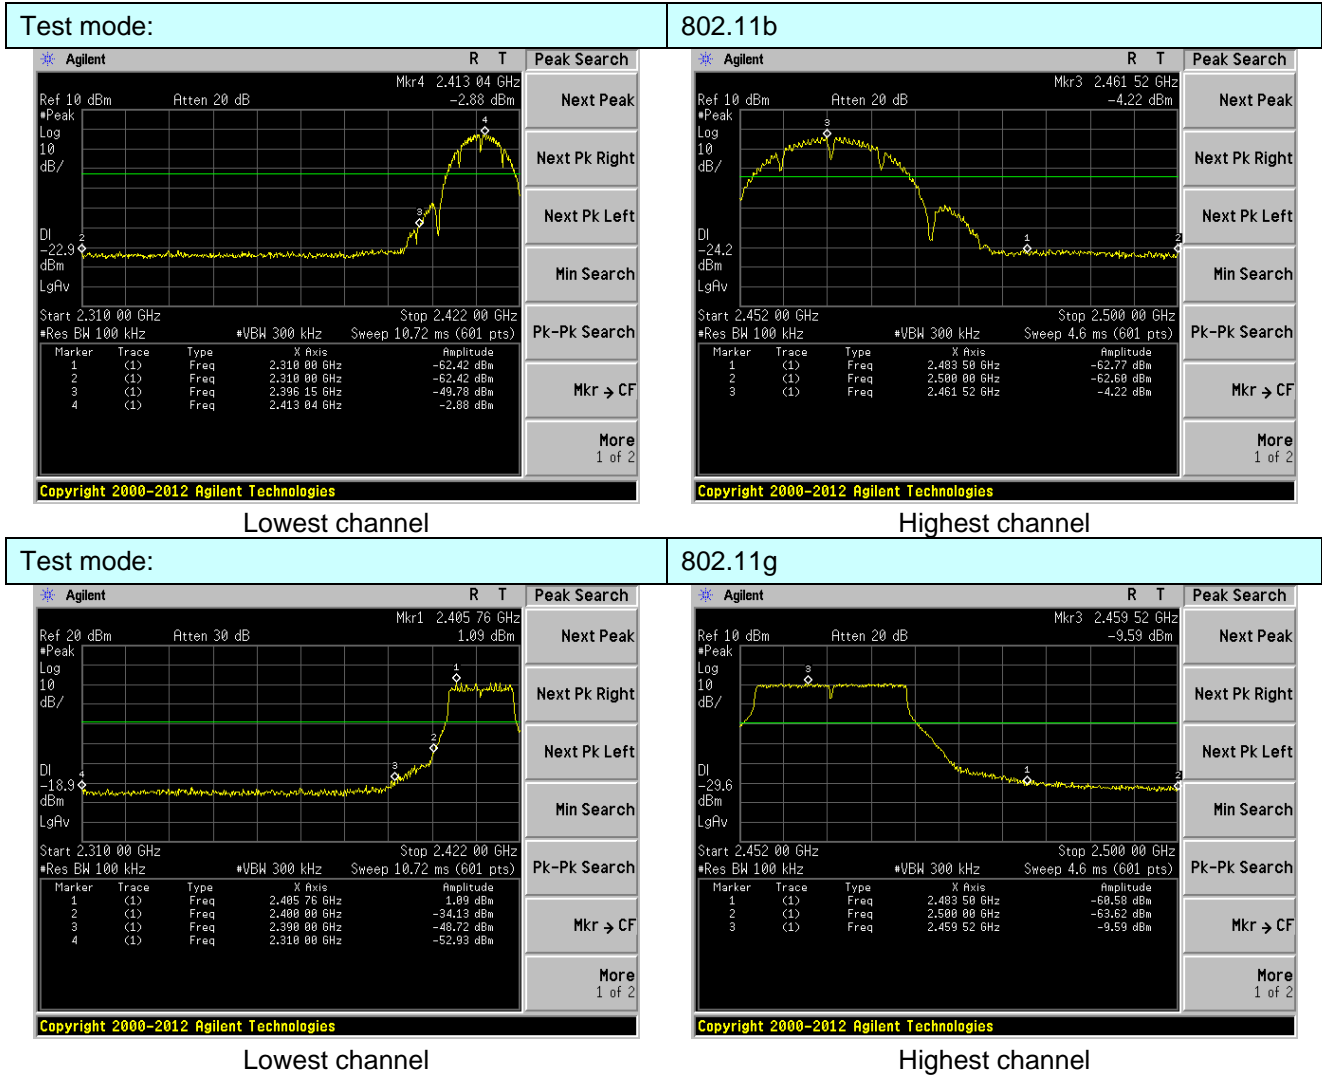 Test mode: 802.11b
Agilent R T Peak Search
Mkr4 2.413 04 GHz
Ref 10 dBm Atten 20 dB -2.88 dBm
#Peak
Log
10
dB/
4
3
2
DI
-22.9
dBm
LgAv
Start 2.310 00 GHz Stop 2.422 00 GHz
#Res BW 100 kHz #VBW 300 kHz Sweep 10.72 ms (601 pts)
Marker Trace Type X Axis Amplitude
1 (1) Freq 2.310 00 GHz -62.42 dBm
2 (1) Freq 2.310 00 GHz -62.42 dBm
3 (1) Freq 2.396 15 GHz -49.78 dBm
4 (1) Freq 2.413 04 GHz -2.88 dBm
Next Peak
Next Pk Right
Next Pk Left
Min Search
Pk-Pk Search
Mkr → CF
More
1 of 2
Copyright 2000-2012 Agilent Technologies
Lowest channel
Agilent R T Peak Search
Mkr3 2.461 52 GHz
Ref 10 dBm Atten 20 dB -4.22 dBm
#Peak
Log
10
dB/
3
1
2
DI
-24.2
dBm
LgAv
Start 2.452 00 GHz Stop 2.500 00 GHz
#Res BW 100 kHz #VBW 300 kHz Sweep 4.6 ms (601 pts)
Marker Trace Type X Axis Amplitude
1 (1) Freq 2.483 50 GHz -62.77 dBm
2 (1) Freq 2.500 00 GHz -62.60 dBm
3 (1) Freq 2.461 52 GHz -4.22 dBm
Next Peak
Next Pk Right
Next Pk Left
Min Search
Pk-Pk Search
Mkr → CF
More
1 of 2
Copyright 2000-2012 Agilent Technologies
Highest channel
Test mode: 802.11g
Agilent R T Peak Search
Mkr1 2.405 76 GHz
Ref 20 dBm Atten 30 dB 1.09 dBm
#Peak
Log
10
dB/
1
2
3
4
DI
-18.9
dBm
LgAv
Start 2.310 00 GHz Stop 2.422 00 GHz
#Res BW 100 kHz #VBW 300 kHz Sweep 10.72 ms (601 pts)
Marker Trace Type X Axis Amplitude
1 (1) Freq 2.405 76 GHz 1.09 dBm
2 (1) Freq 2.400 00 GHz -34.13 dBm
3 (1) Freq 2.390 00 GHz -48.72 dBm
4 (1) Freq 2.310 00 GHz -52.93 dBm
Next Peak
Next Pk Right
Next Pk Left
Min Search
Pk-Pk Search
Mkr → CF
More
1 of 2
Copyright 2000-2012 Agilent Technologies
Lowest channel
Agilent R T Peak Search
Mkr3 2.459 52 GHz
Ref 10 dBm Atten 20 dB -9.59 dBm
#Peak
Log
10
dB/
3
1
2
DI
-29.6
dBm
LgAv
Start 2.452 00 GHz Stop 2.500 00 GHz
#Res BW 100 kHz #VBW 300 kHz Sweep 4.6 ms (601 pts)
Marker Trace Type X Axis Amplitude
1 (1) Freq 2.483 50 GHz -60.58 dBm
2 (1) Freq 2.500 00 GHz -63.62 dBm
3 (1) Freq 2.459 52 GHz -9.59 dBm
Next Peak
Next Pk Right
Next Pk Left
Min Search
Pk-Pk Search
Mkr → CF
More
1 of 2
Copyright 2000-2012 Agilent Technologies
Highest channel